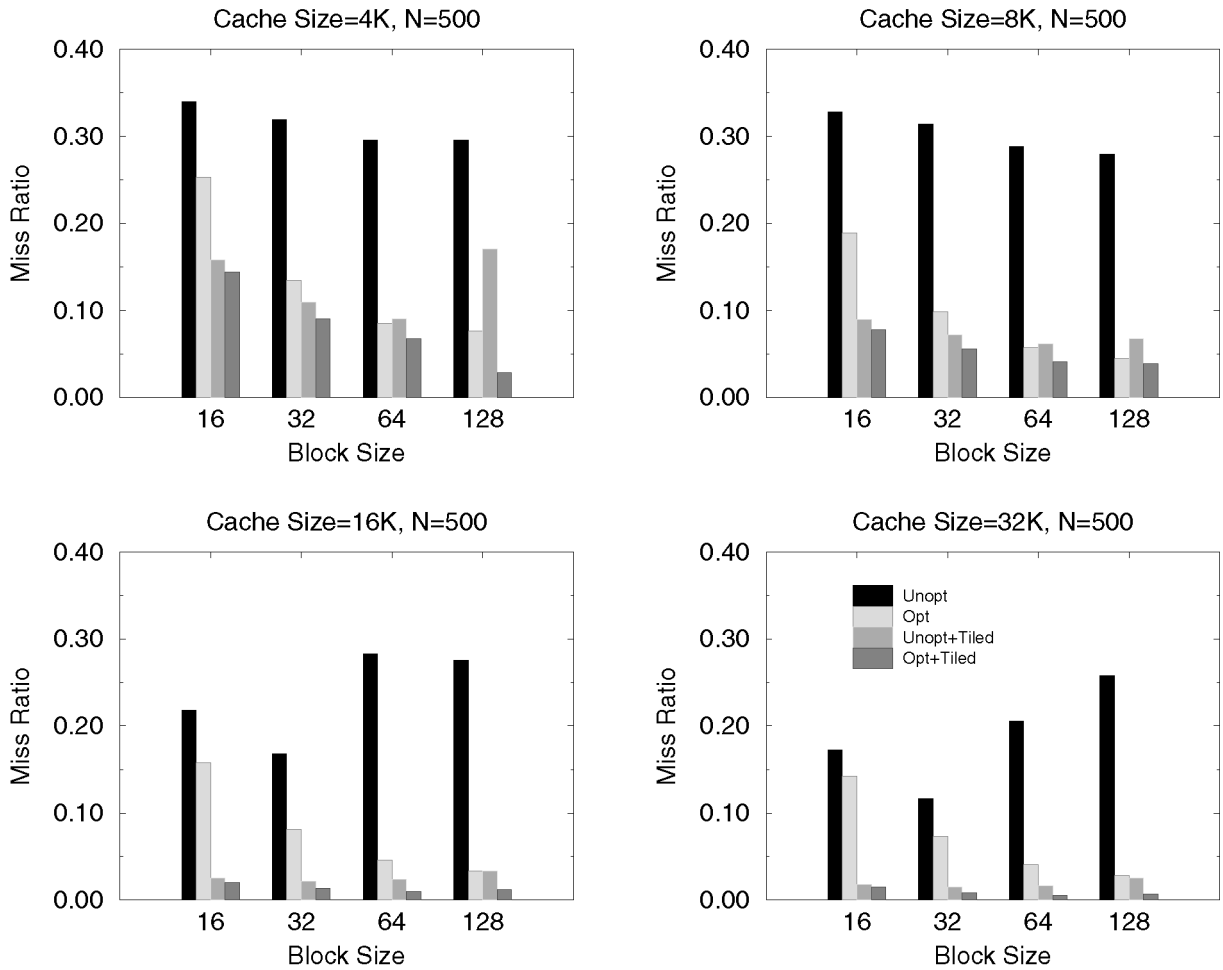 Cache Size=4K, N=500
0.40
0.30
0.20
0.10
0.00
Miss Ratio
16 32 64 128
Block Size
Cache Size=8K, N=500
0.40
0.30
0.20
0.10
0.00
Miss Ratio
16 32 64 128
Block Size
Cache Size=16K, N=500
0.40
0.30
0.20
0.10
0.00
Miss Ratio
16 32 64 128
Block Size
Cache Size=32K, N=500
0.40
0.30
0.20
0.10
0.00
Miss Ratio
Unopt
Opt
Unopt+Tiled
Opt+Tiled
16 32 64 128
Block Size